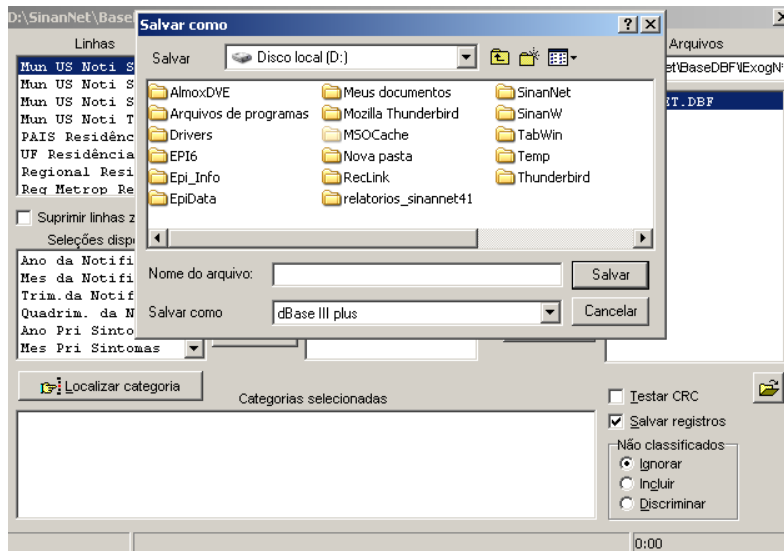 D:\SinanNet\Base
Salvar como
Linhas
Arquivos
Salvar
Disco local (D:)
et\BaseDBF\IExogN*
ET.DBF
Mun US Noti S
Mun US Noti S
Mun US Noti S
Mun US Noti T
PAIS Residênc
UF Residência
Regional Resi
Reg Metrop Re
AlmoxDVE
Arquivos de programas
Drivers
EPI6
Epi_Info
EpiData
Meus documentos
Mozilla Thunderbird
MSOCache
Nova pasta
RecLink
relatorios_sinannet41
SinanNet
SinanW
TabWin
Temp
Thunderbird
Suprimir linhas z
Seleções dispo
Nome do arquivo:
Salvar
Salvar como
dBase III plus
Cancelar
Ano da Notifi
Mes da Notifi
Trim.da Notif
Quadrim. da N
Ano Pri Sinto
Mes Pri Sintomas
Localizar categoria
Categorias selecionadas
Testar CRC
Salvar registros
Não classificados
Ignorar
Incluir
Discriminar
0:00